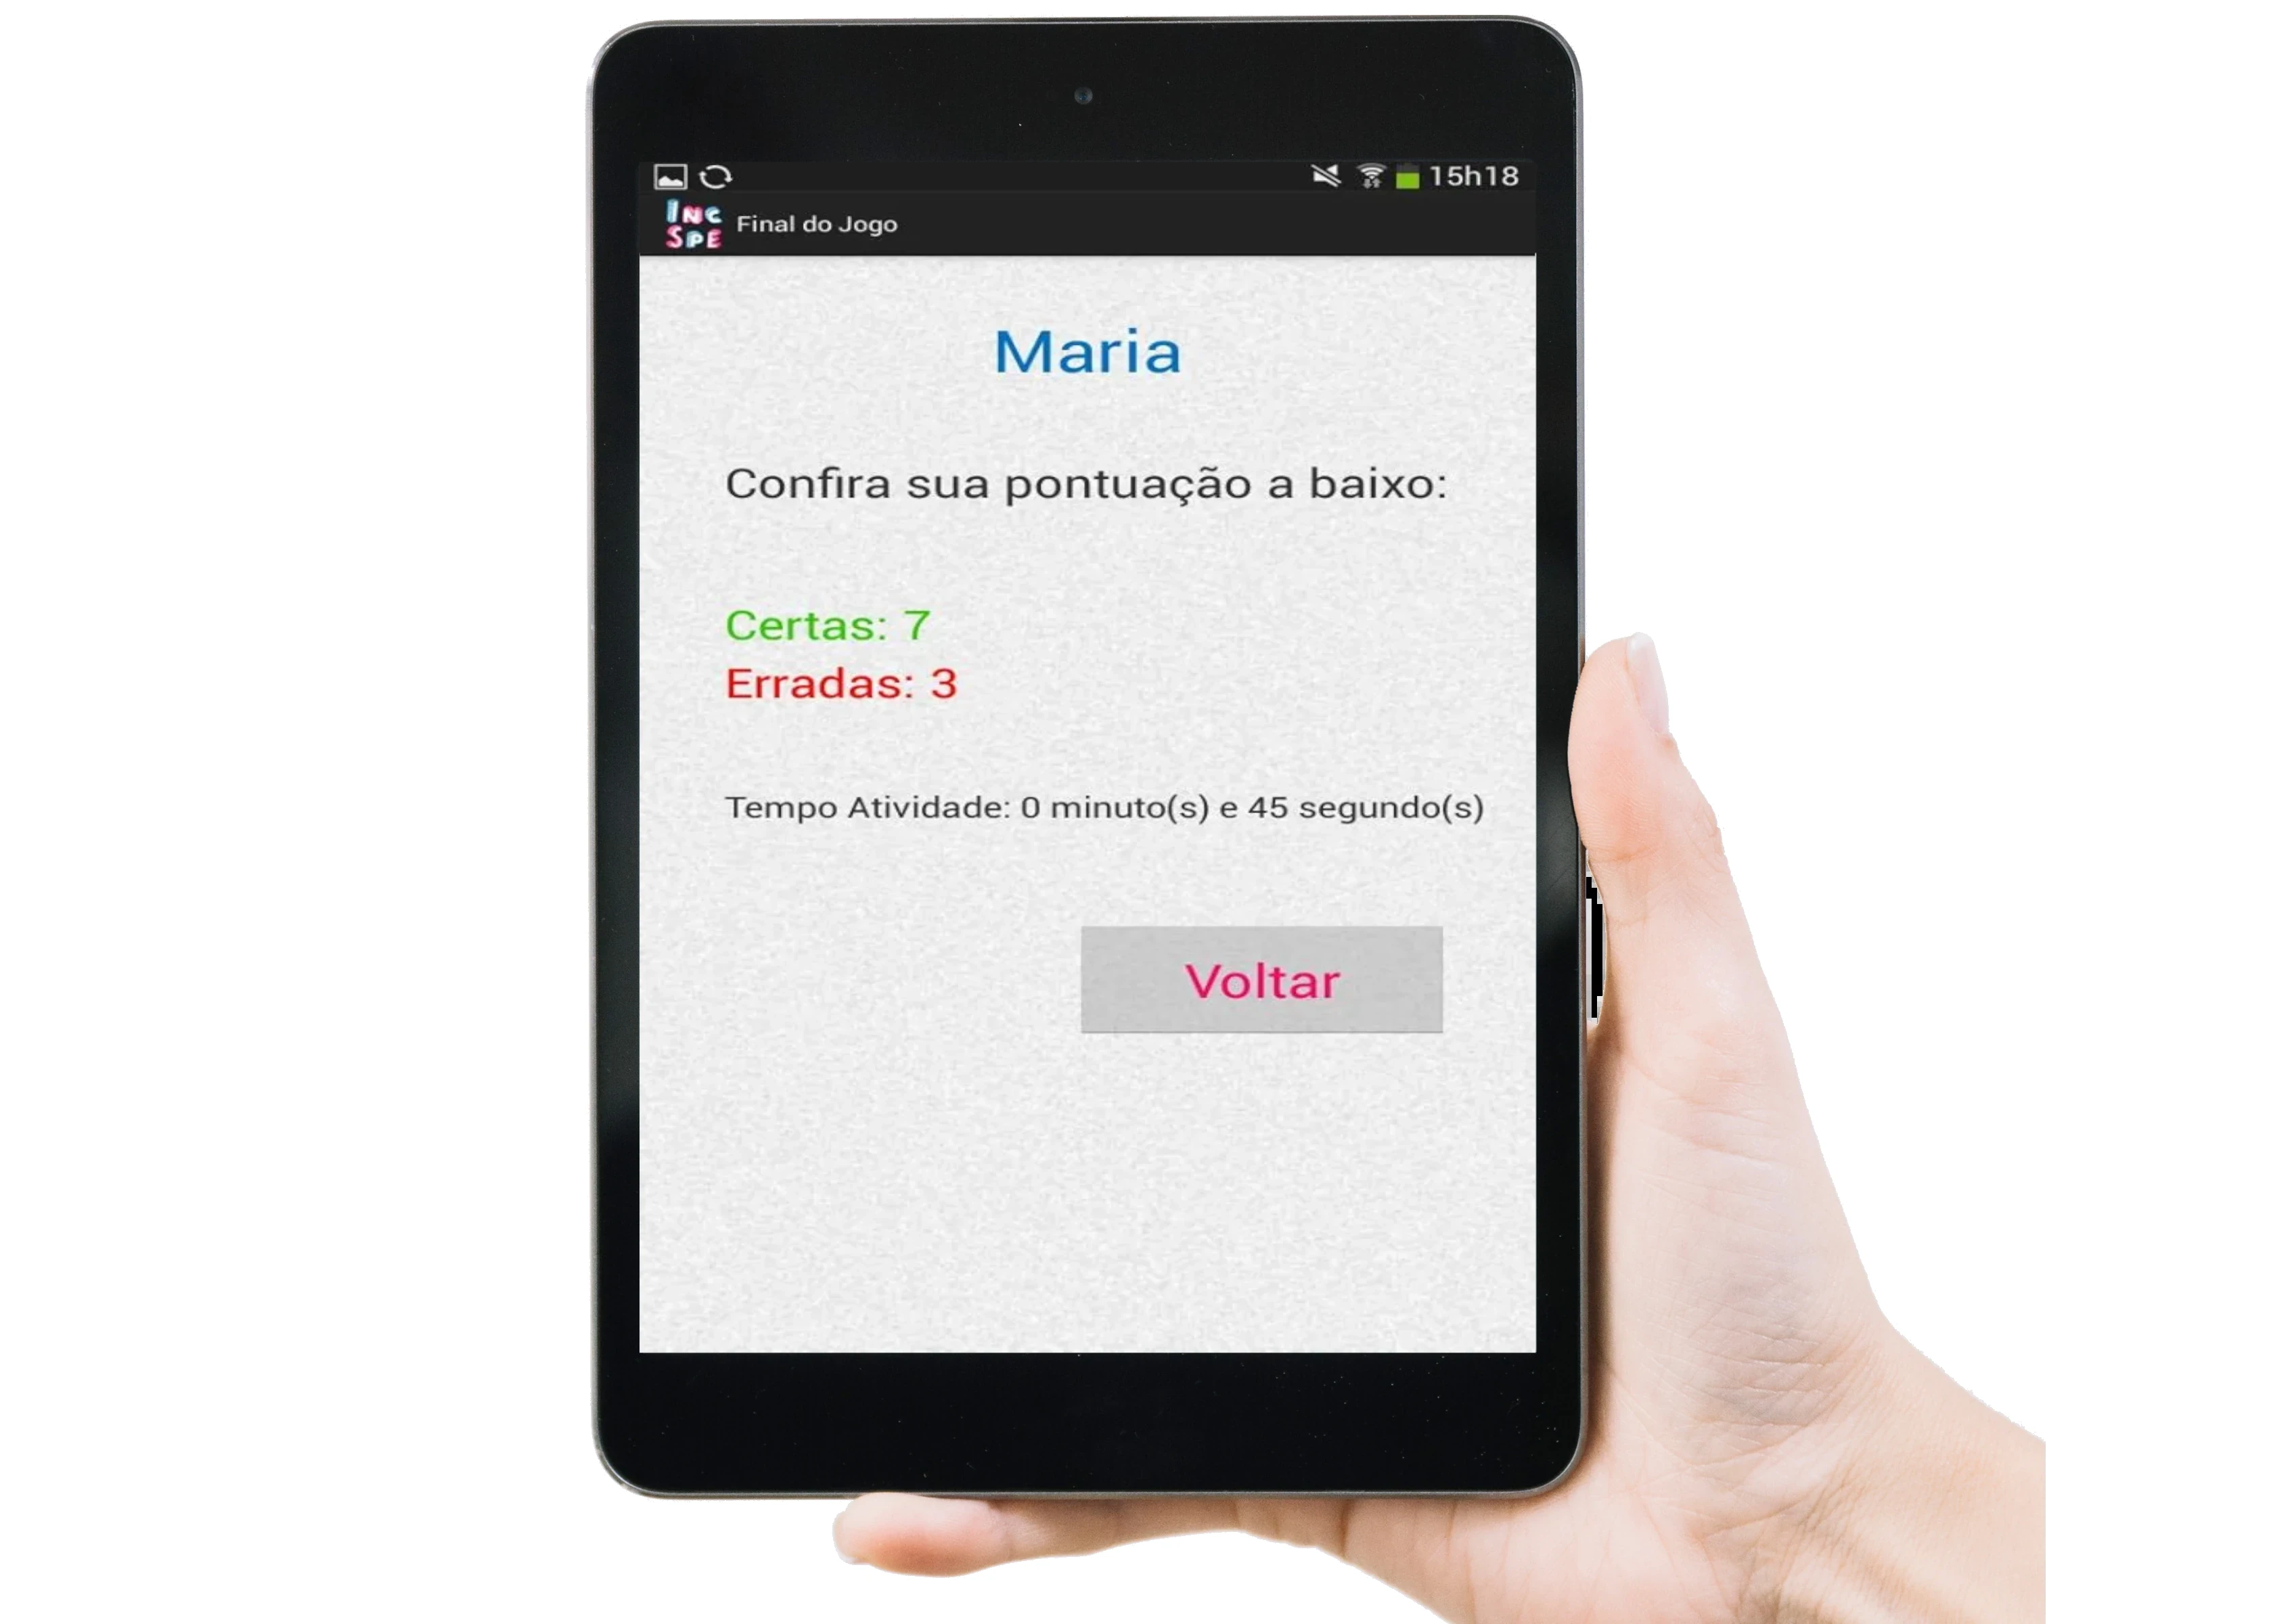 15h18
INC
SPE
Final do Jogo
Maria
Confira sua pontuação a baixo:
Certas: 7
Erradas: 3
Tempo Atividade: 0 minuto(s) e 45 segundo(s)
Voltar